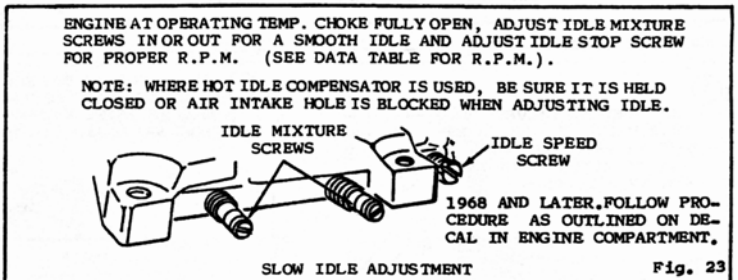 ENGINE AT OPERATING TEMP. CHOKE FULLY OPEN, ADJUST IDLE MIXTURE
SCREWS IN OR OUT FOR A SMOOTH IDLE AND ADJUST IDLE STOP SCREW
FOR PROPER R.P.M. (SEE DATA TABLE FOR R.P.M.).
NOTE: WHERE HOT IDLE COMPENSATOR IS USED, BE SURE IT IS HELD
CLOSED OR AIR INTAKE HOLE IS BLOCKED WHEN ADJUSTING IDLE.
IDLE MIXTURE
SCREWS
IDLE SPEED
SCREW
1968 AND LATER.FOLLOW PRO-
CEDURE AS OUTLINED ON DE-
CAL IN ENGINE COMPARTMENT.
SLOW IDLE ADJUSTMENT
Fig. 23